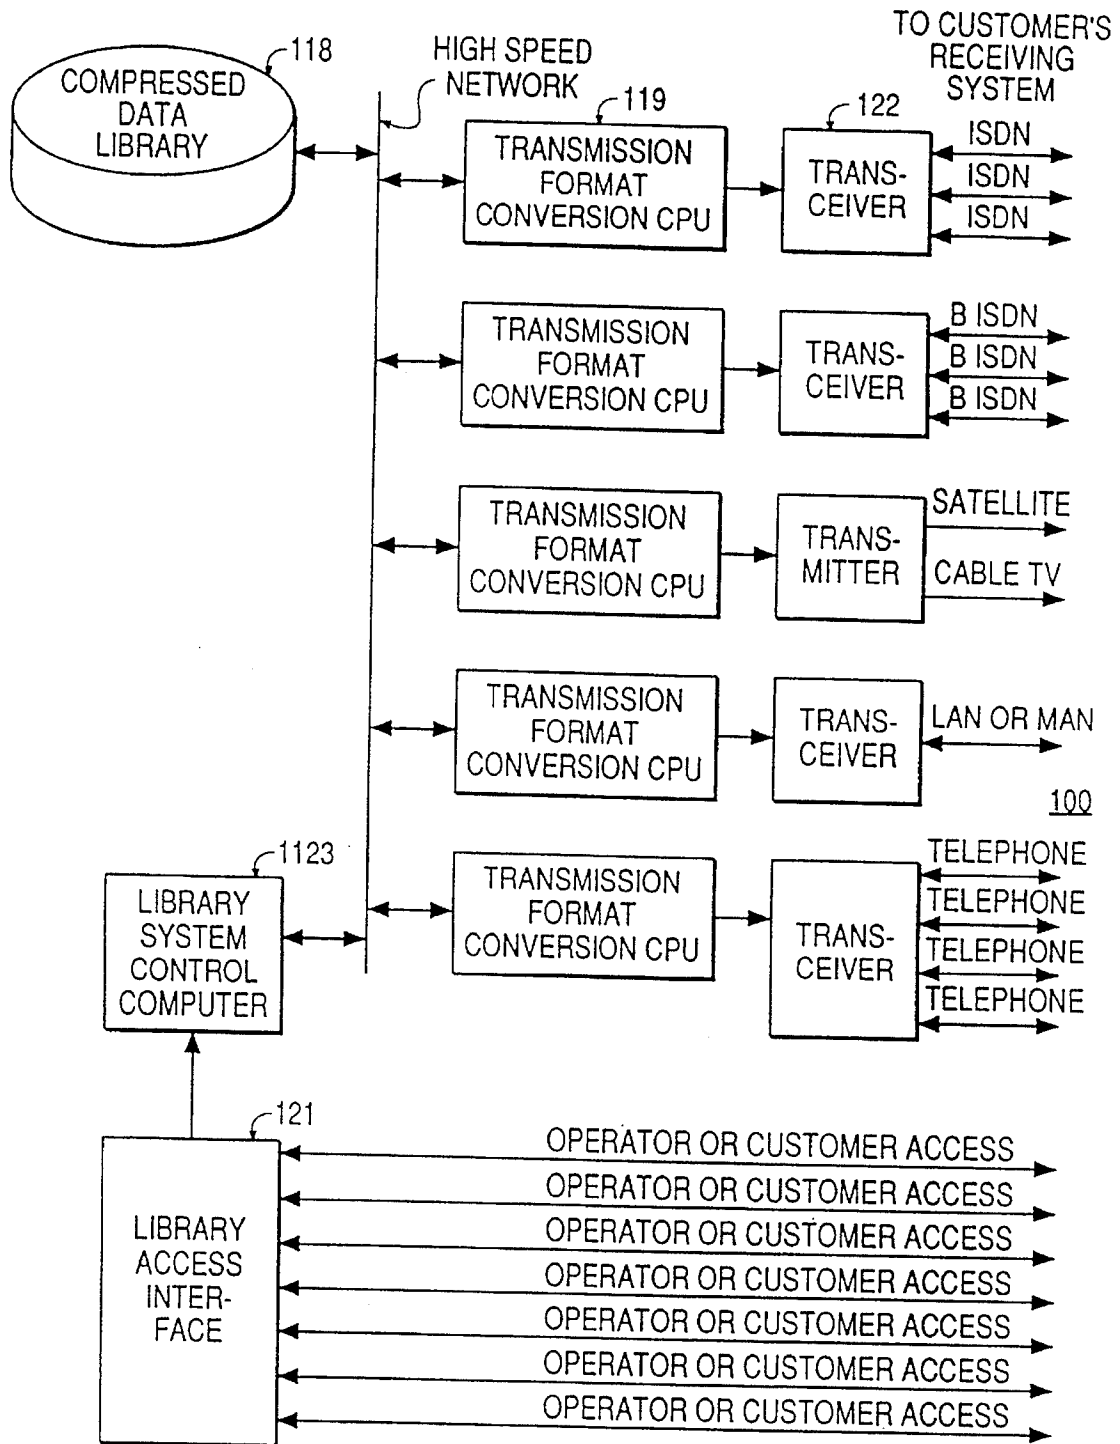 118
COMPRESSED
DATA
LIBRARY
HIGH SPEED
NETWORK
TO CUSTOMER'S
RECEIVING
SYSTEM
119
TRANSMISSION
FORMAT
CONVERSION CPU
122
TRANS-
CEIVER
ISDN
ISDN
ISDN
TRANSMISSION
FORMAT
CONVERSION CPU
TRANS-
CEIVER
B ISDN
B ISDN
B ISDN
TRANSMISSION
FORMAT
CONVERSION CPU
TRANS-
MITTER
SATELLITE
CABLE TV
TRANSMISSION
FORMAT
CONVERSION CPU
TRANS-
CEIVER
LAN OR MAN
100
1123
LIBRARY
SYSTEM
CONTROL
COMPUTER
TRANSMISSION
FORMAT
CONVERSION CPU
TRANS-
CEIVER
TELEPHONE
TELEPHONE
TELEPHONE
TELEPHONE
121
LIBRARY
ACCESS
INTER-
FACE
OPERATOR OR CUSTOMER ACCESS
OPERATOR OR CUSTOMER ACCESS
OPERATOR OR CUSTOMER ACCESS
OPERATOR OR CUSTOMER ACCESS
OPERATOR OR CUSTOMER ACCESS
OPERATOR OR CUSTOMER ACCESS
OPERATOR OR CUSTOMER ACCESS